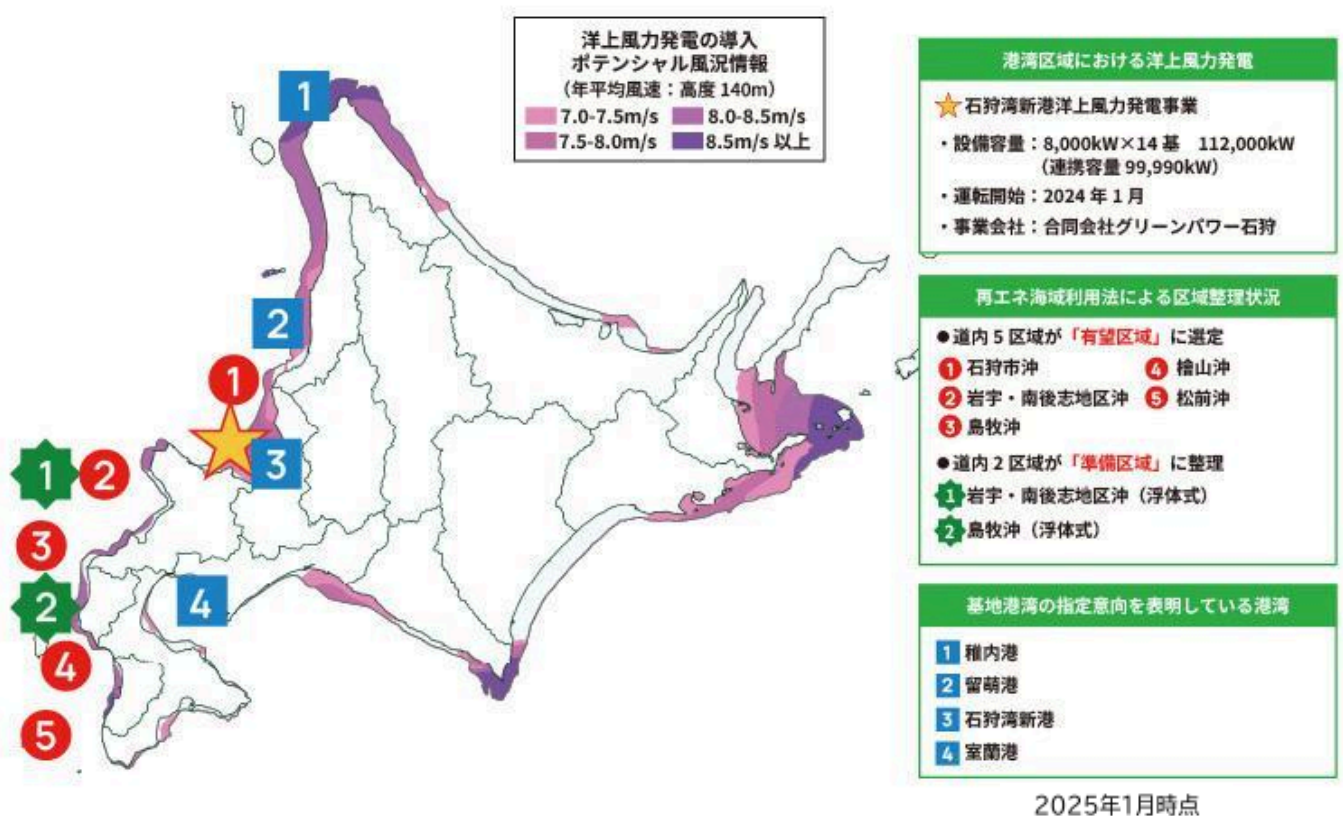 洋上風力発電の導入
ポテンシャル風況情報
（年平均風速：高度 140m）
7.0-7.5m/s 8.0-8.5m/s
7.5-8.0m/s 8.5m/s 以上
1
2
1
3
1 2
3
2
4
4
5
港湾区域における洋上風力発電
石狩湾新港洋上風力発電事業
・設備容量：8,000kW×14 基 112,000kW
（連携容量 99,990kW）
・運転開始：2024 年 1 月
・事業会社：合同会社グリーンパワー石狩
再エネ海域利用法による区域整理状況
●道内 5 区域が「有望区域」に選定
1 石狩市沖 4 檜山沖
2 岩宇・南後志地区沖 5 松前沖
3 島牧沖
●道内 2 区域が「準備区域」に整理
1 岩宇・南後志地区沖（浮体式）
2 島牧沖（浮体式）
基地港湾の指定意向を表明している港湾
1 稚内港
2 留萌港
3 石狩湾新港
4 室蘭港
2025年1月時点